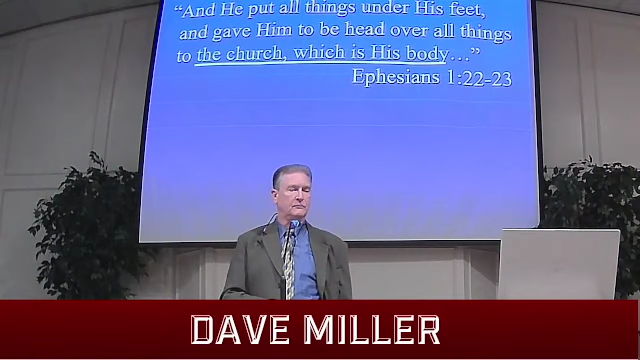 “And He put all things under His feet,
and gave Him to be head over all things
to the church, which is His body…”
Ephesians 1:22-23
DAVE MILLER